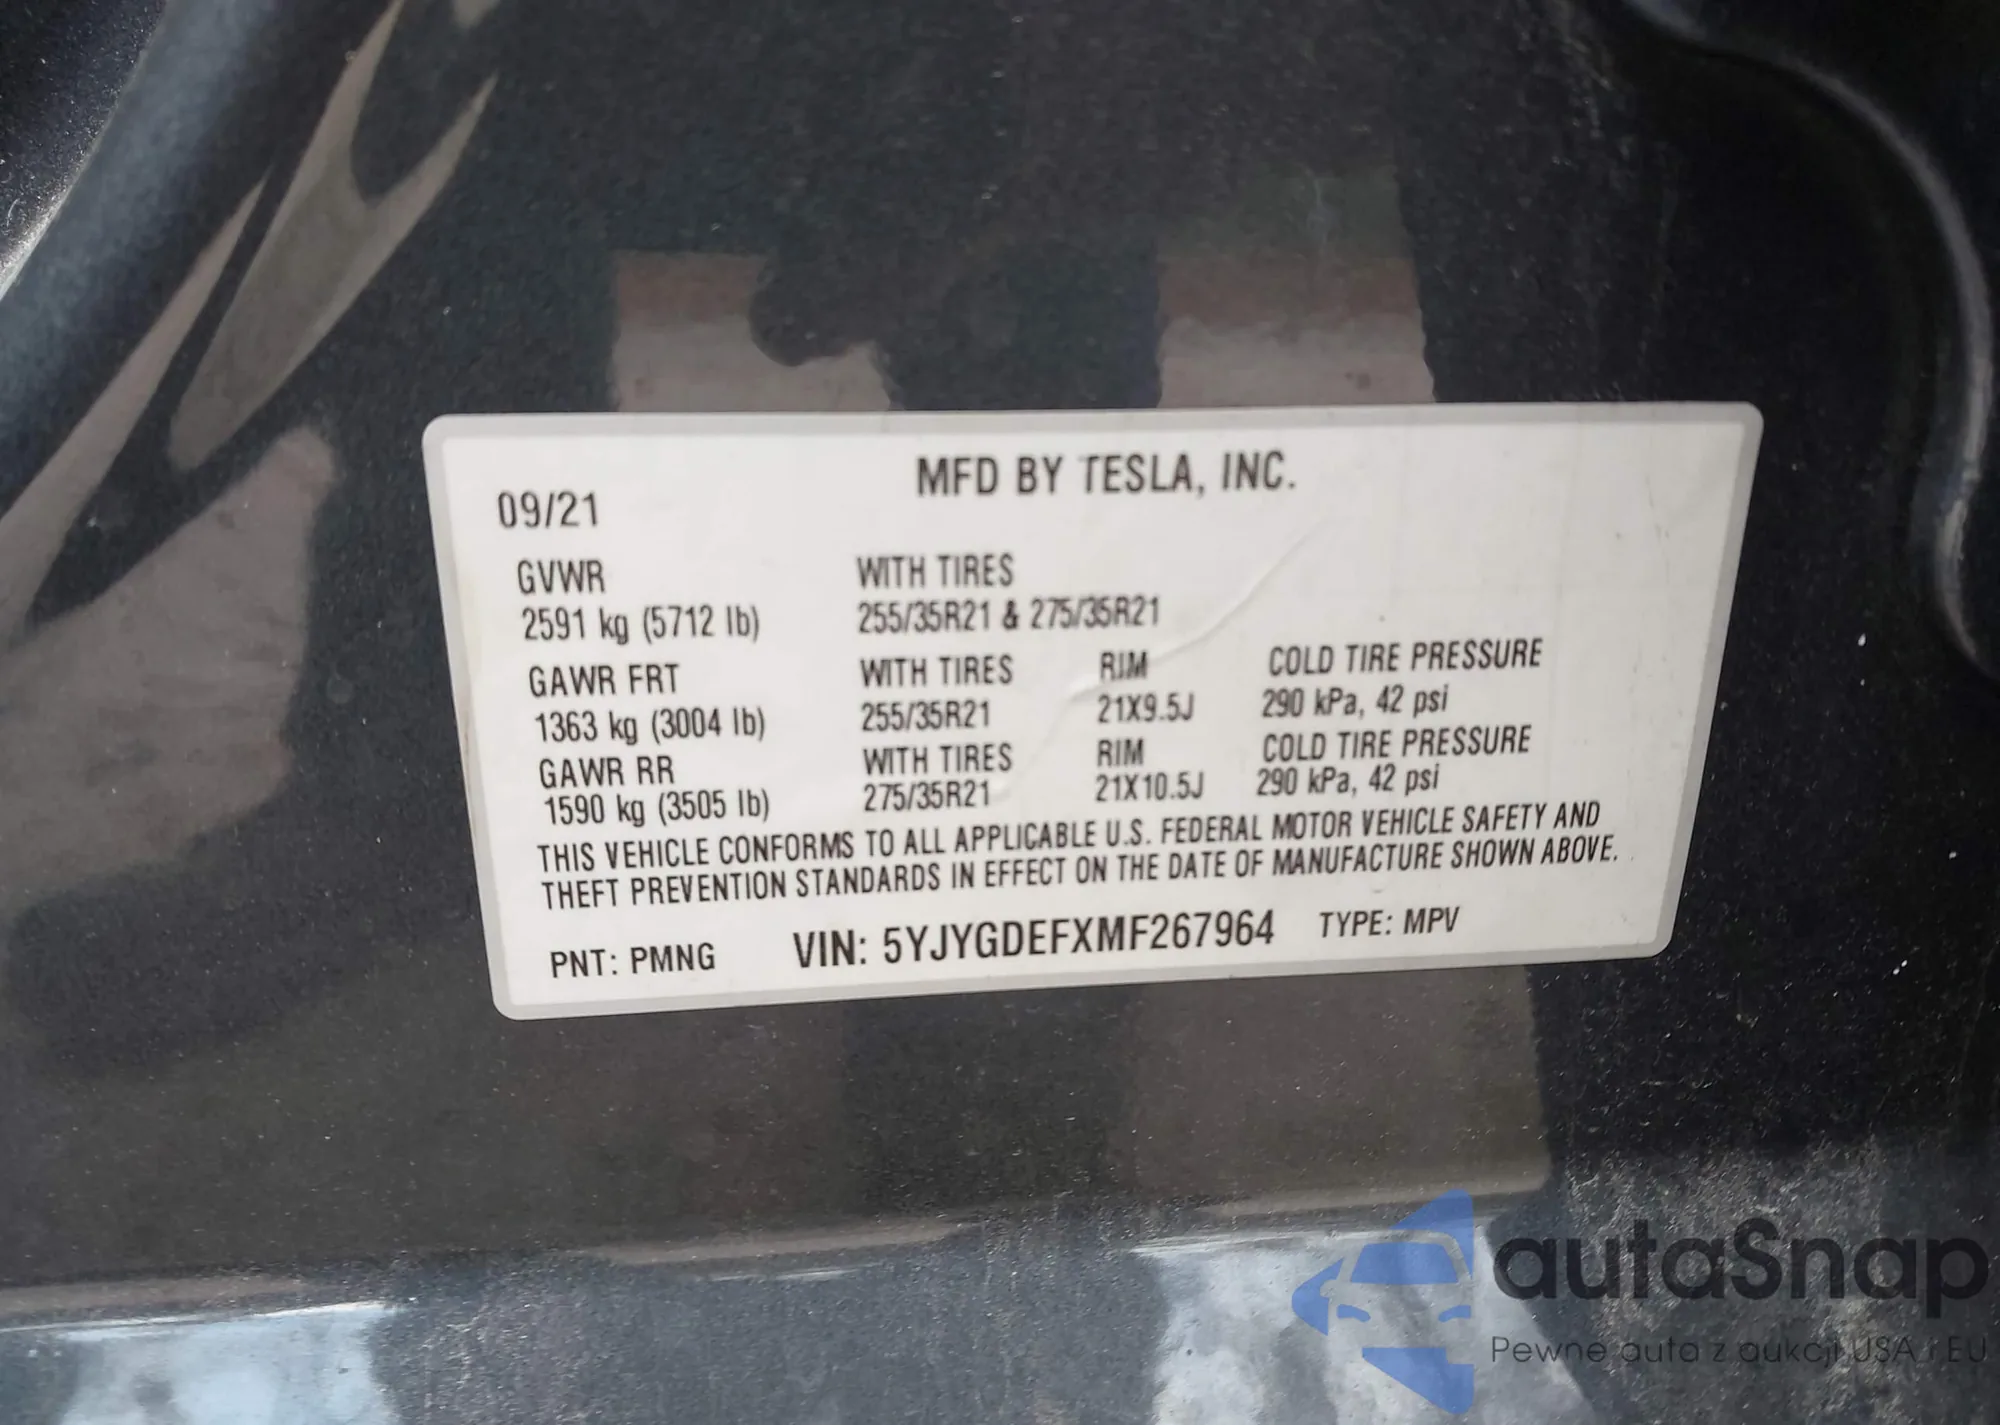 MFD BY TESLA, INC.
09/21
GVWR WITH TIRES
2591 kg (5712 lb) 255/35R21 & 275/35R21
GAWR FRT WITH TIRES RIM COLD TIRE PRESSURE
1363 kg (3004 lb) 255/35R21 21X9.5J 290 kPa, 42 psi
GAWR RR WITH TIRES RIM COLD TIRE PRESSURE
1590 kg (3505 lb) 275/35R21 21X10.5J 290 kPa, 42 psi
THIS VEHICLE CONFORMS TO ALL APPLICABLE U.S. FEDERAL MOTOR VEHICLE SAFETY AND
THEFT PREVENTION STANDARDS IN EFFECT ON THE DATE OF MANUFACTURE SHOWN ABOVE.
PNT: PMNG VIN: 5YJYGDEFXMF267964 TYPE: MPV
autaSnap
Pewne auta z aukcji USA i EU